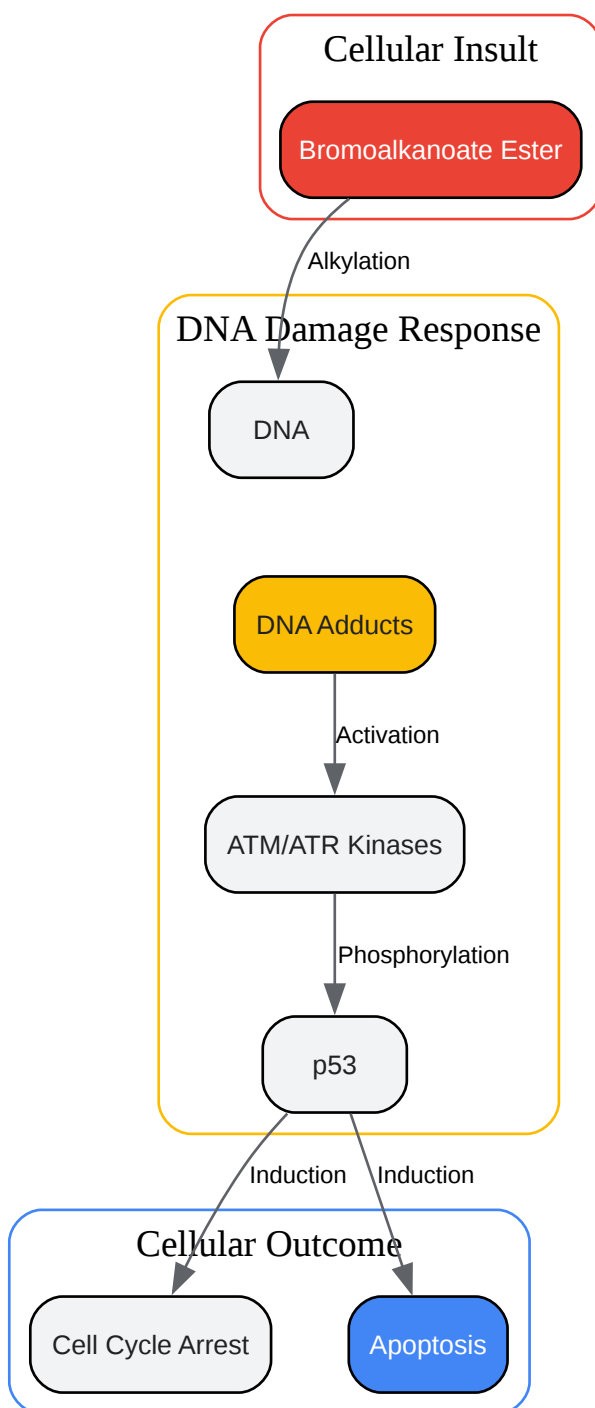 Cellular Insult
Bromoalkanoate Ester
Alkylation
DNA Damage Response
DNA
DNA Adducts
Activation
ATM/ATR Kinases
Phosphorylation
p53
Induction
Induction
Cellular Outcome
Cell Cycle Arrest
Apoptosis